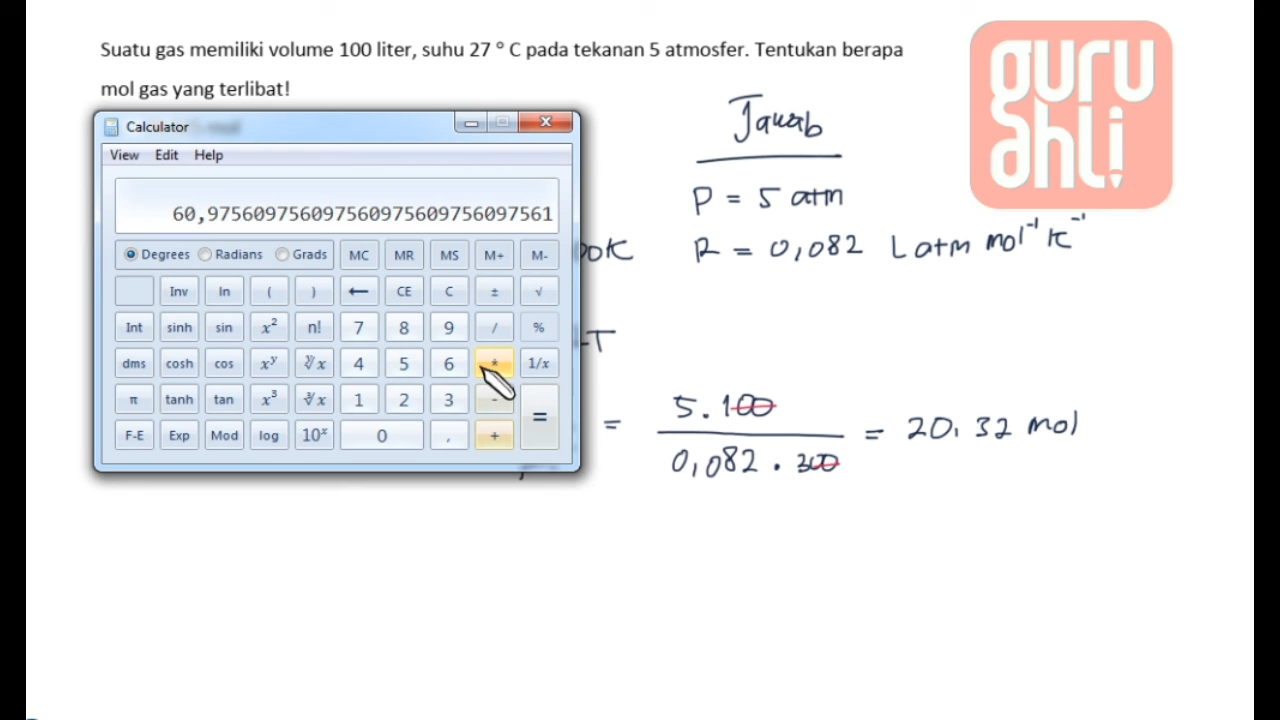 Suatu gas memiliki volume 100 liter, suhu 27 ° C pada tekanan 5 atmosfer. Tentukan berapa
mol gas yang terlibat!
guru
ahli
Jawab
P = 5 atm
R = 0,082 L atm mol⁻¹ K⁻¹
00K
T
= 5 . 100 / 0,082 . 300 = 20,32 mol
Calculator
View Edit Help
60,975609756097560975609756097561
Degrees Radians Grads MC MR MS M+ M-
Inv ln ( ) ← CE C ± √
Int sinh sin x² n! 7 8 9 / %
dms cosh cos xʸ ʸ√x 4 5 6 * 1/x
π tanh tan x³ ³√x 1 2 3 - =
F-E Exp Mod log 10ˣ 0 , +